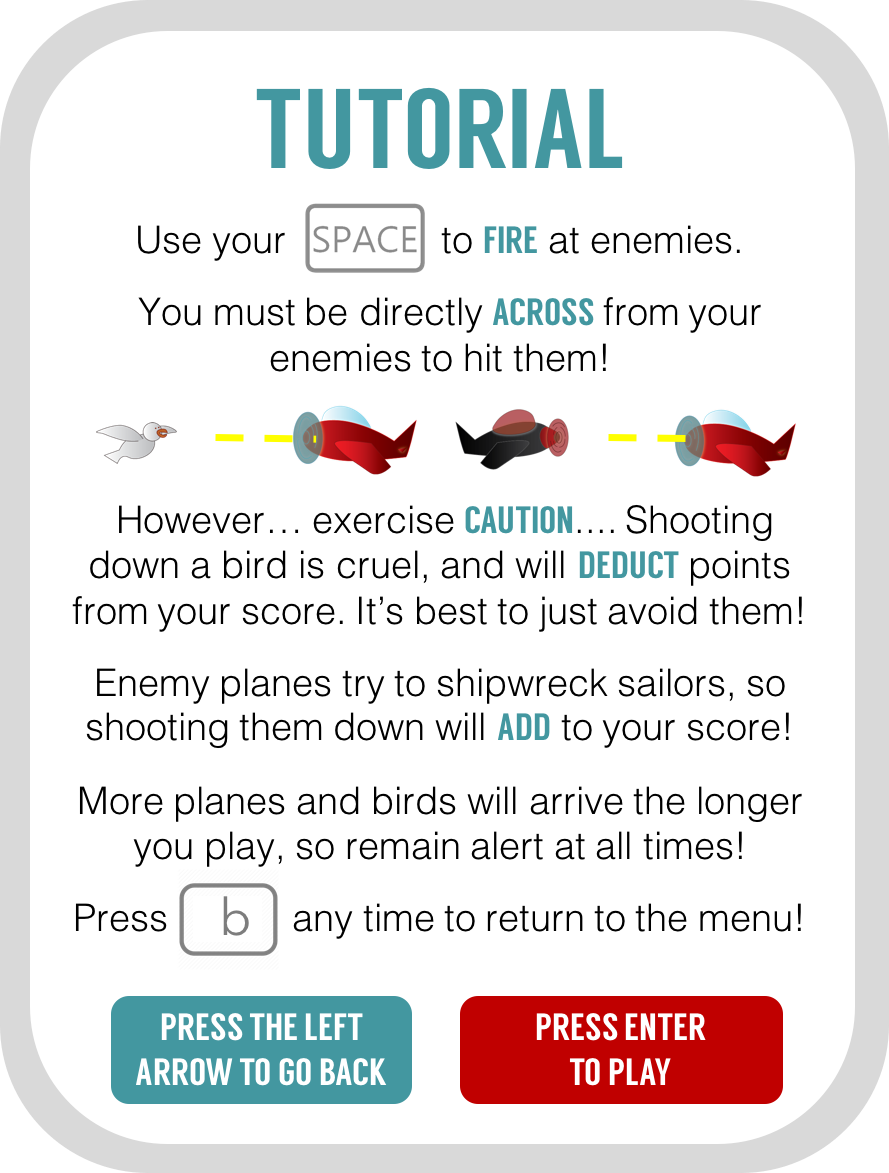 TUTORIAL
Use your SPACE to FIRE at enemies.
You must be directly ACROSS from your
enemies to hit them!
However... exercise CAUTION.... Shooting
down a bird is cruel, and will DEDUCT points
from your score. It’s best to just avoid them!
Enemy planes try to shipwreck sailors, so
shooting them down will ADD to your score!
More planes and birds will arrive the longer
you play, so remain alert at all times!
Press b any time to return to the menu!
PRESS THE LEFT
ARROW TO GO BACK
PRESS ENTER
TO PLAY